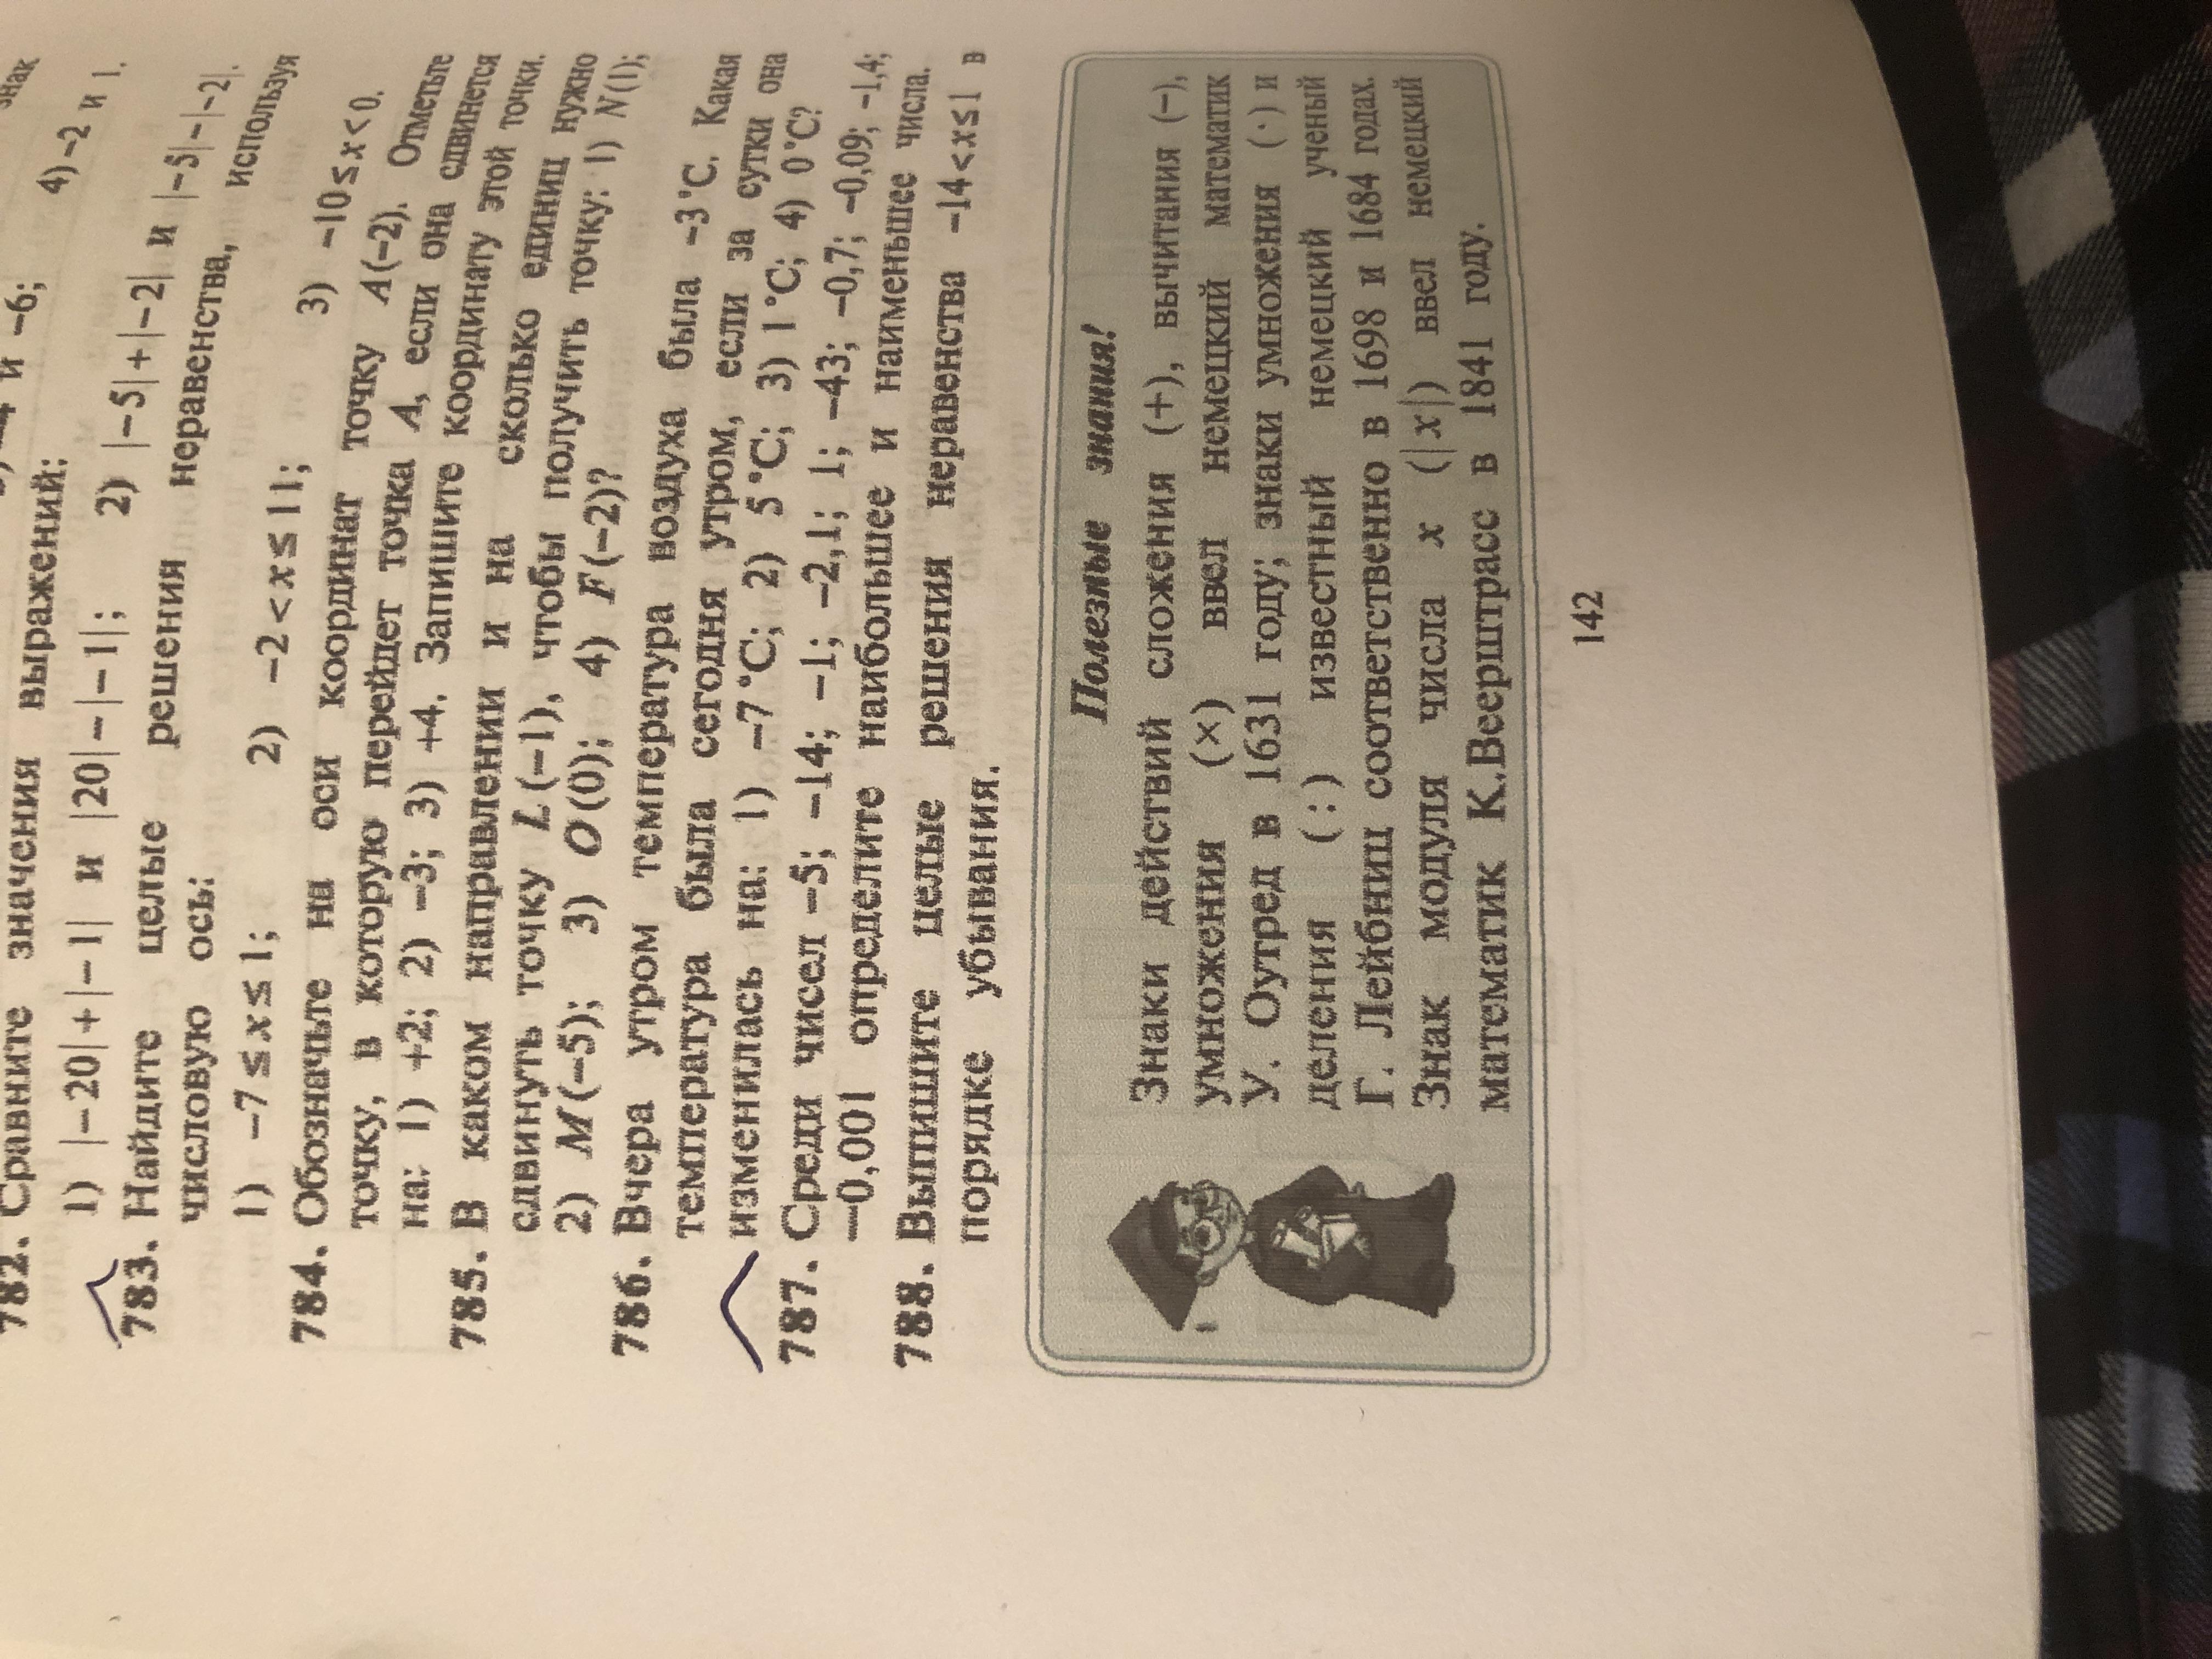 знак
4) −2 и 1.
−4 и −6;
782. Сравните значения выражений:
1) |−20|+|−1| и |20|−|−1|; 2) |−5|+|−2| и |−5|−|−2|.
783. Найдите целые решения неравенства, используя
числовую ось:
1) −7≤x≤1; 2) −2<x≤11; 3) −10≤x<0.
784. Обозначьте на оси координат точку A(−2). Отметьте
точку, в которую перейдет точка A, если она сдвинется
на: 1) +2; 2) −3; 3) +4. Запишите координату этой точки.
785. В каком направлении и на сколько единиц нужно
сдвинуть точку L(−1), чтобы получить точку: 1) N(1);
2) M(−5); 3) O(0); 4) F(−2)?
786. Вчера утром температура воздуха была −3 °C. Какая
температура была сегодня утром, если за сутки она
изменилась на: 1) −7 °C; 2) 5 °C; 3) 1 °C; 4) 0 °C?
787. Среди чисел −5; −14; −1; −2,1; 1; −43; −0,7; −0,09; −1,4;
−0,001 определите наибольшее и наименьшее числа.
788. Выпишите целые решения неравенства −14<x≤1 в
порядке убывания.
Полезные знания!
Знаки действий сложения (+), вычитания (−),
умножения (×) ввел немецкий математик
У. Оутред в 1631 году; знаки умножения (·) и
деления (:) известный немецкий ученый
Г. Лейбниц соответственно в 1698 и 1684 годах.
Знак модуля числа x (|x|) ввел немецкий
математик К.Веерштрасс в 1841 году.
142